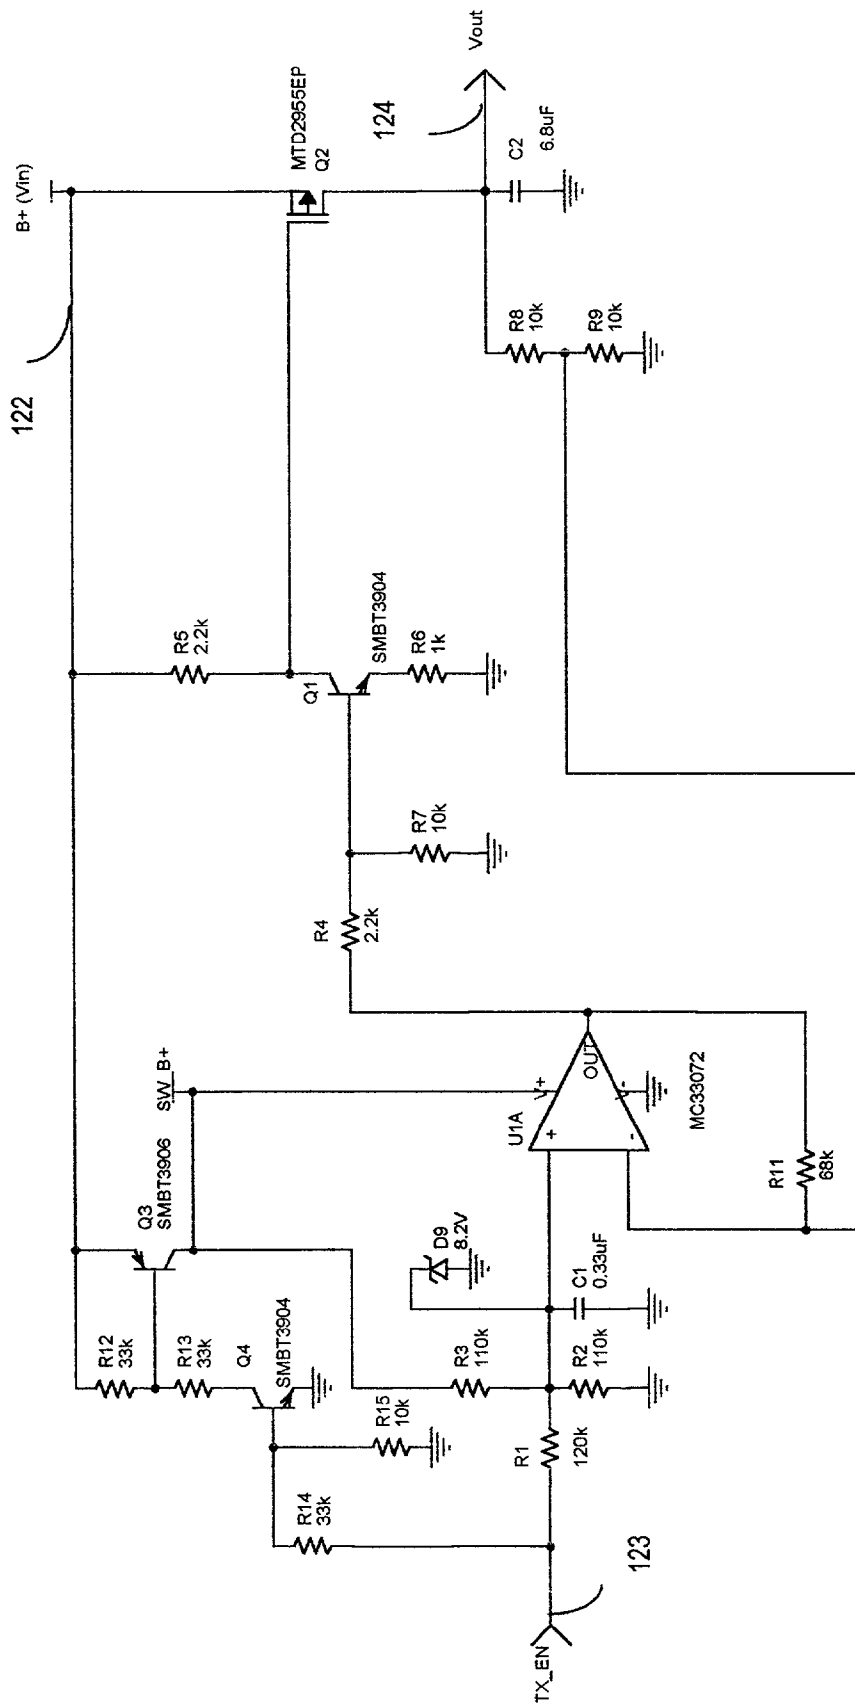 122
B+ (Vin)
R12
33k
R13
33k
Q3
SMBT3906
SW_B+
R5
2.2k
MTD2955EP
Q2
Q4
SMBT3904
R14
33k
R15
10k
Q1
SMBT3904
R6
1k
R4
2.2k
R7
10k
124
Vout
C2
6.8uF
R8
10k
R9
10k
R3
110k
D9
8.2V
TX_EN
123
R1
120k
R2
110k
C1
0.33uF
U1A
V+
+
-
OUT
V-
MC33072
R11
68k